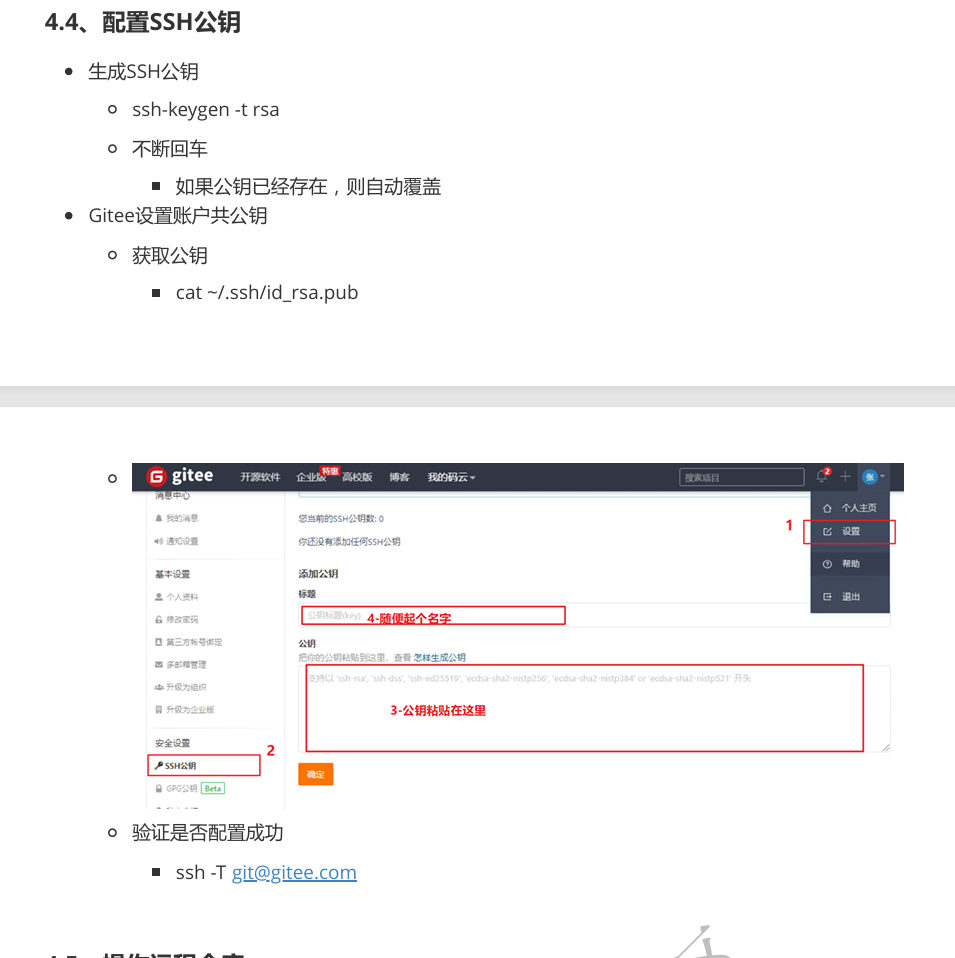 4.4、配置SSH公钥
生成SSH公钥
ssh-keygen -t rsa
不断回车
如果公钥已经存在，则自动覆盖
Gitee设置账户共公钥
获取公钥
cat ~/.ssh/id_rsa.pub
gitee 开源软件 企业版 特惠 高校版 博客 我的码云 搜索项目 2 张
消息中心
我的消息
通知设置
基本设置
个人资料
修改密码
第三方帐号绑定
多邮箱管理
升级为组织
升级为企业版
安全设置
2
SSH公钥
GPG公钥 Beta
您当前的SSH公钥数: 0
你还没有添加任何SSH公钥
添加公钥
标题
公钥标题(key) 4-随便起个名字
公钥
把你的公钥粘贴到这里，查看 怎样生成公钥
支持以 'ssh-rsa', 'ssh-dss', 'ssh-ed25519', 'ecdsa-sha2-nistp256', 'ecdsa-sha2-nistp384' or 'ecdsa-sha2-nistp521' 开头
3-公钥粘贴在这里
确定
个人主页
1 设置
帮助
退出
验证是否配置成功
ssh -T git@gitee.com